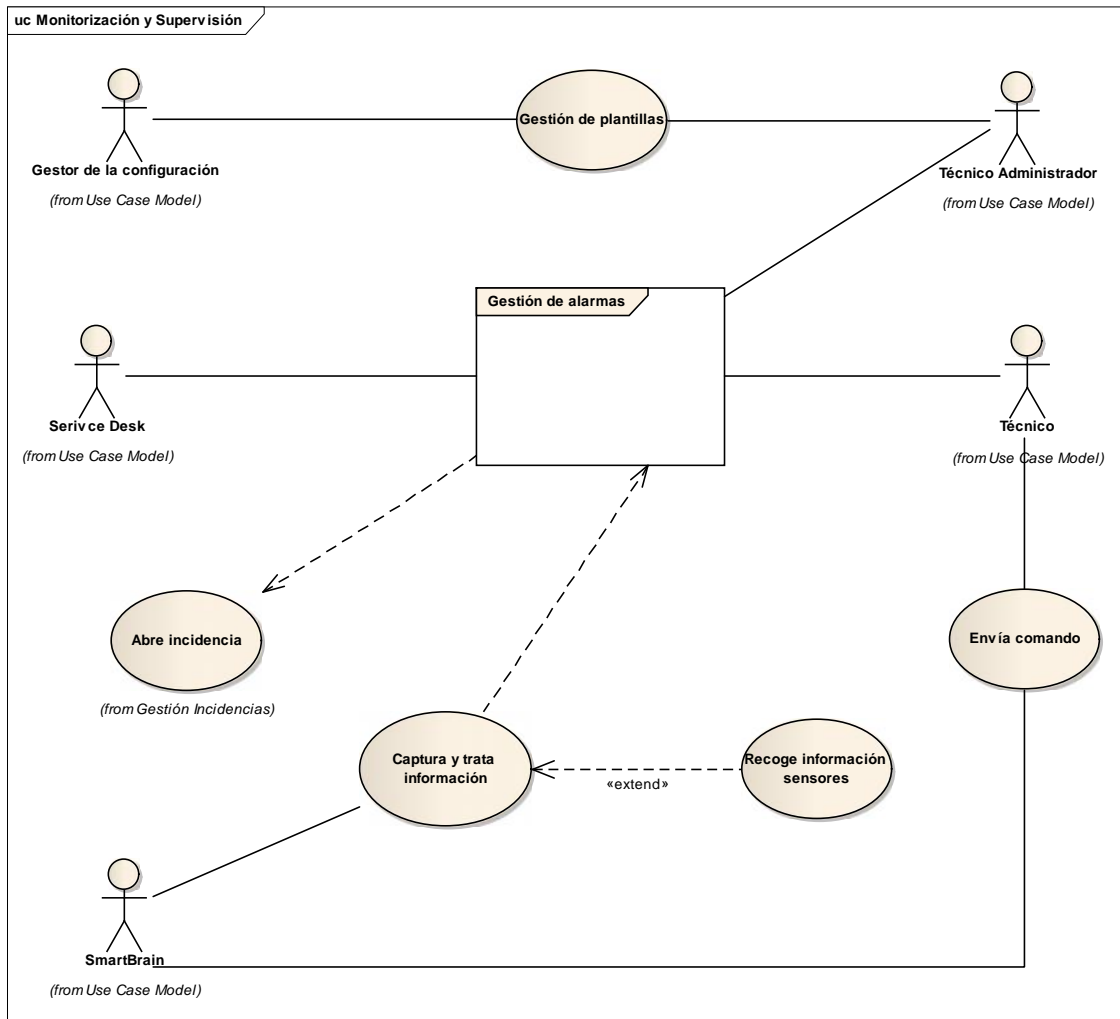 uc Monitorización y Supervisión
Gestión de plantillas
Gestor de la configuración
(from Use Case Model)
Técnico Administrador
(from Use Case Model)
Gestión de alarmas
Serivce Desk
(from Use Case Model)
Técnico
(from Use Case Model)
Abre incidencia
(from Gestión Incidencias)
Envía comando
Captura y trata
información
Recoge información
sensores
«extend»
SmartBrain
(from Use Case Model)